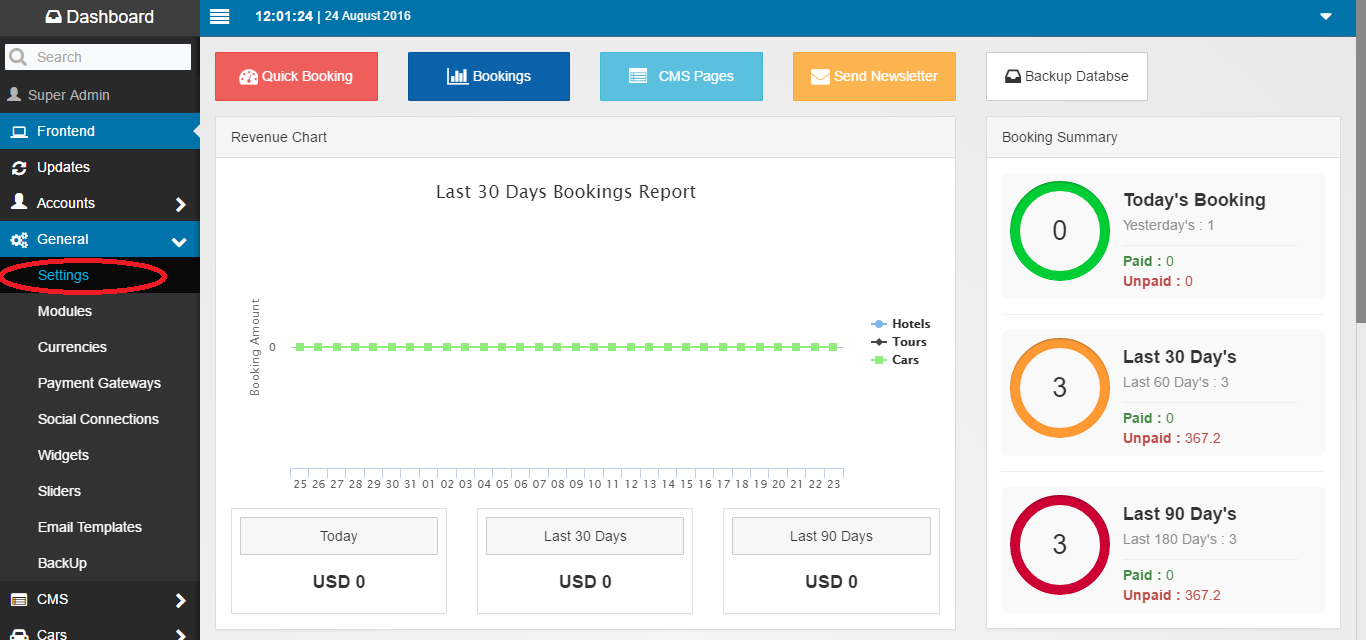 Dashboard
12:01:24 | 24 August 2016
Search
Super Admin
Frontend
Updates
Accounts
General
Settings
Modules
Currencies
Payment Gateways
Social Connections
Widgets
Sliders
Email Templates
BackUp
CMS
Cars
Quick Booking
Bookings
CMS Pages
Send Newsletter
Backup Databse
Revenue Chart
Last 30 Days Bookings Report
Booking Amount
0
Hotels
Tours
Cars
25 26 27 28 29 30 31 01 02 03 04 05 06 07 08 09 10 11 12 13 14 15 16 17 18 19 20 21 22 23
Today
USD 0
Last 30 Days
USD 0
Last 90 Days
USD 0
Booking Summary
0
Today's Booking
Yesterday's : 1
Paid : 0
Unpaid : 0
3
Last 30 Day's
Last 60 Day's : 3
Paid : 0
Unpaid : 367.2
3
Last 90 Day's
Last 180 Day's : 3
Paid : 0
Unpaid : 367.2